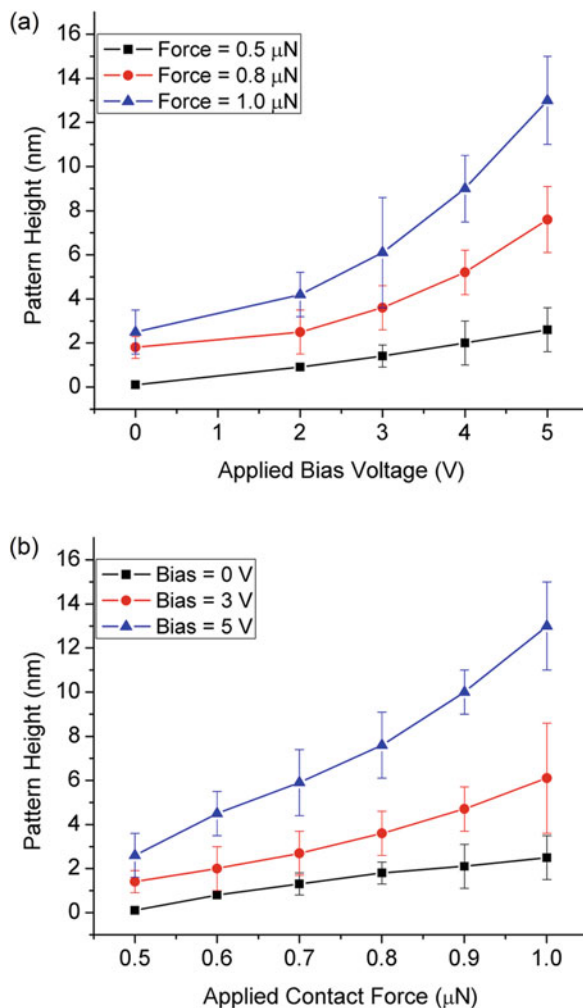 (a)
Force = 0.5 μN
Force = 0.8 μN
Force = 1.0 μN
16
14
12
10
8
6
4
2
0
Pattern Height (nm)
0 1 2 3 4 5
Applied Bias Voltage (V)
(b)
Bias = 0 V
Bias = 3 V
Bias = 5 V
16
14
12
10
8
6
4
2
0
Pattern Height (nm)
0.5 0.6 0.7 0.8 0.9 1.0
Applied Contact Force (μN)